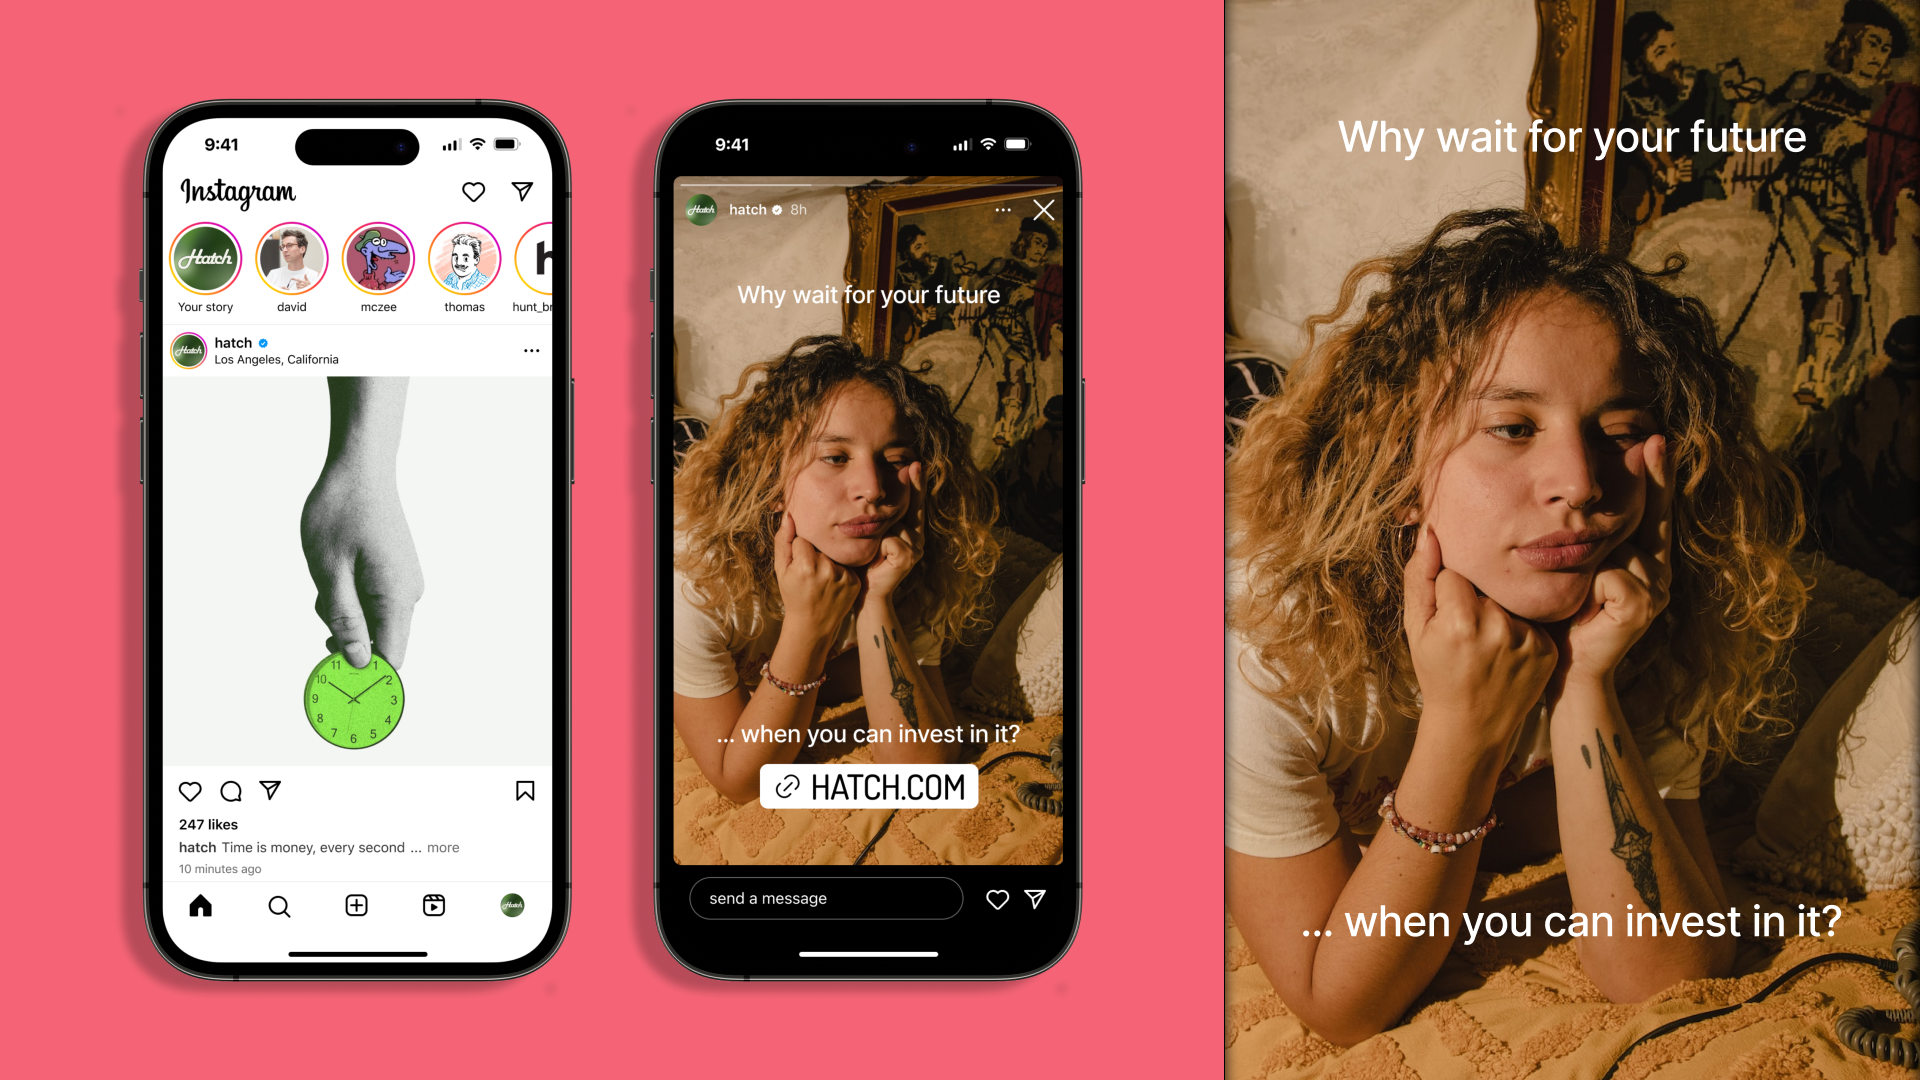 9:41
Instagram
Hatch
Your story
david
mczee
thomas
h
hunt_br
Hatch
hatch
Los Angeles, California
11
1
10
2
9
3
8
4
7
6
5
247 likes
hatch Time is money, every second ... more
10 minutes ago
Hatch
9:41
Hatch
hatch 8h
Why wait for your future
... when you can invest in it?
HATCH.COM
send a message
Why wait for your future
... when you can invest in it?